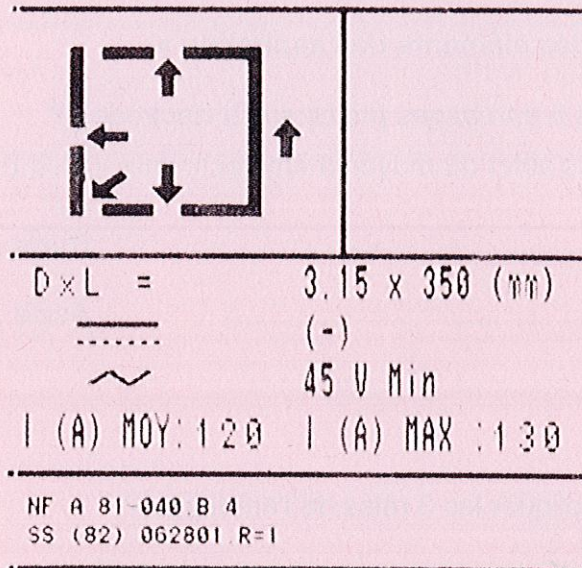 D x L = 3.15 x 350 (mm)
(-)
45 V Min
I (A) MOY:120 I (A) MAX :130
NF A 81-040.B 4
SS (82) 062801 R=1